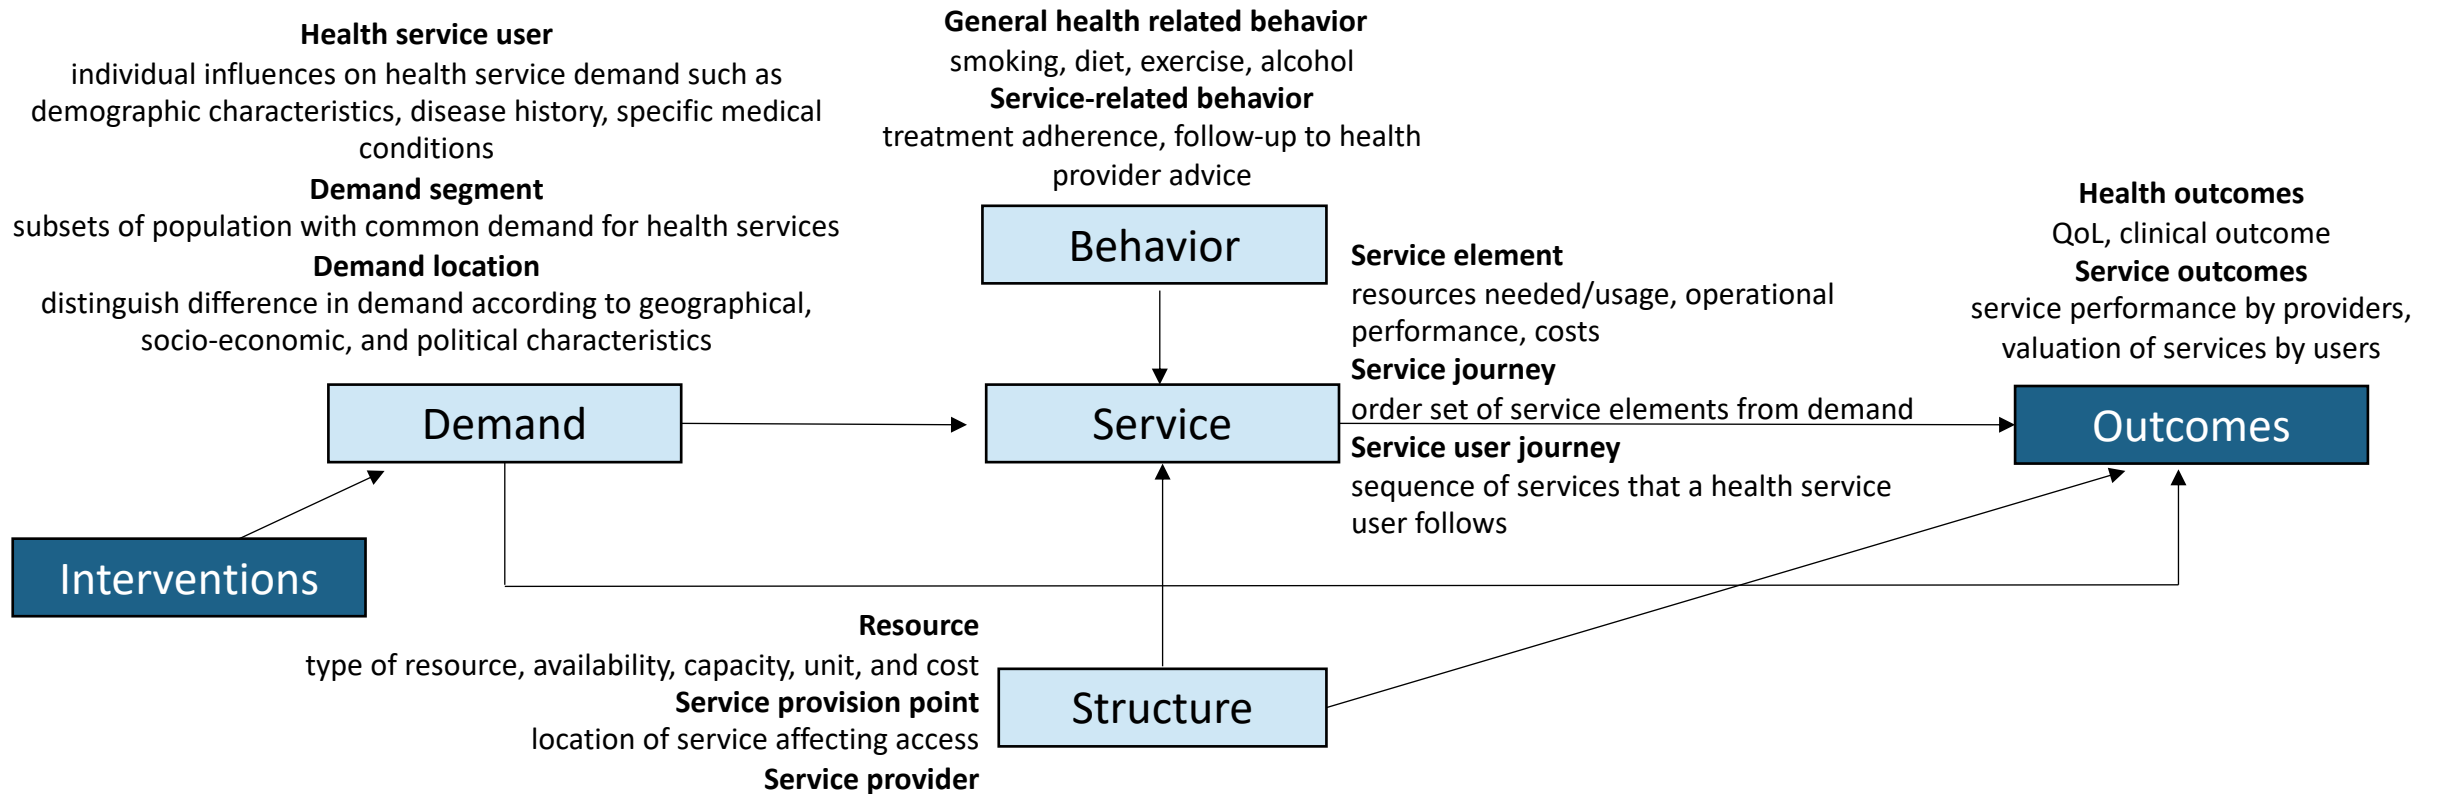 Health service user
individual influences on health service demand such as
demographic characteristics, disease history, specific medical
conditions
Demand segment
subsets of population with common demand for health services
Demand location
distinguish difference in demand according to geographical,
socio-economic, and political characteristics
General health related behavior
smoking, diet, exercise, alcohol
Service-related behavior
treatment adherence, follow-up to health
provider advice
Behavior
Service element
resources needed/usage, operational
performance, costs
Service journey
order set of service elements from demand
Service user journey
sequence of services that a health service
user follows
Health outcomes
QoL, clinical outcome
Service outcomes
service performance by providers,
valuation of services by users
Demand
Service
Outcomes
Interventions
Resource
type of resource, availability, capacity, unit, and cost
Service provision point
location of service affecting access
Service provider
Structure